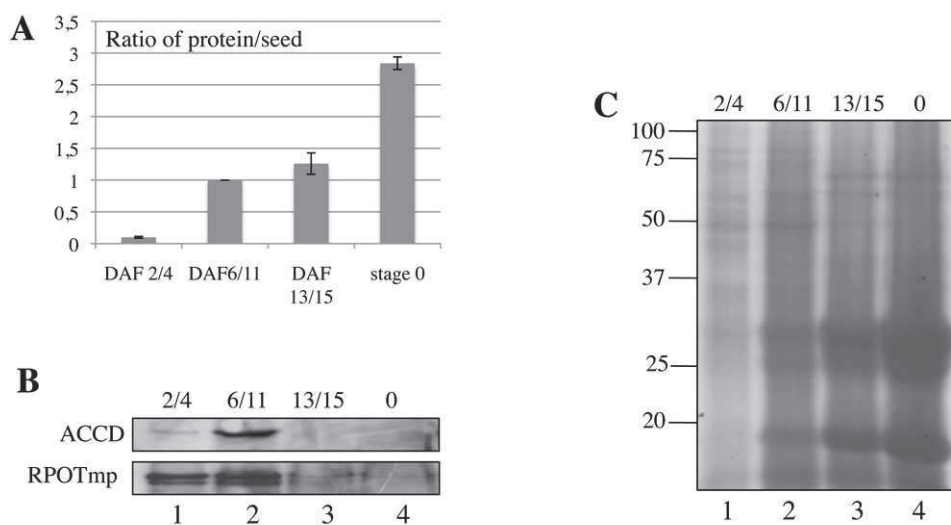 A
Ratio of protein/seed
3,5
3
2,5
2
1,5
1
0,5
0
DAF 2/4
DAF6/11
DAF
13/15
stage 0
B
2/4 6/11 13/15 0
ACCD
RPOTmp
1 2 3 4
C
2/4 6/11 13/15 0
100
75
50
37
25
20
1 2 3 4